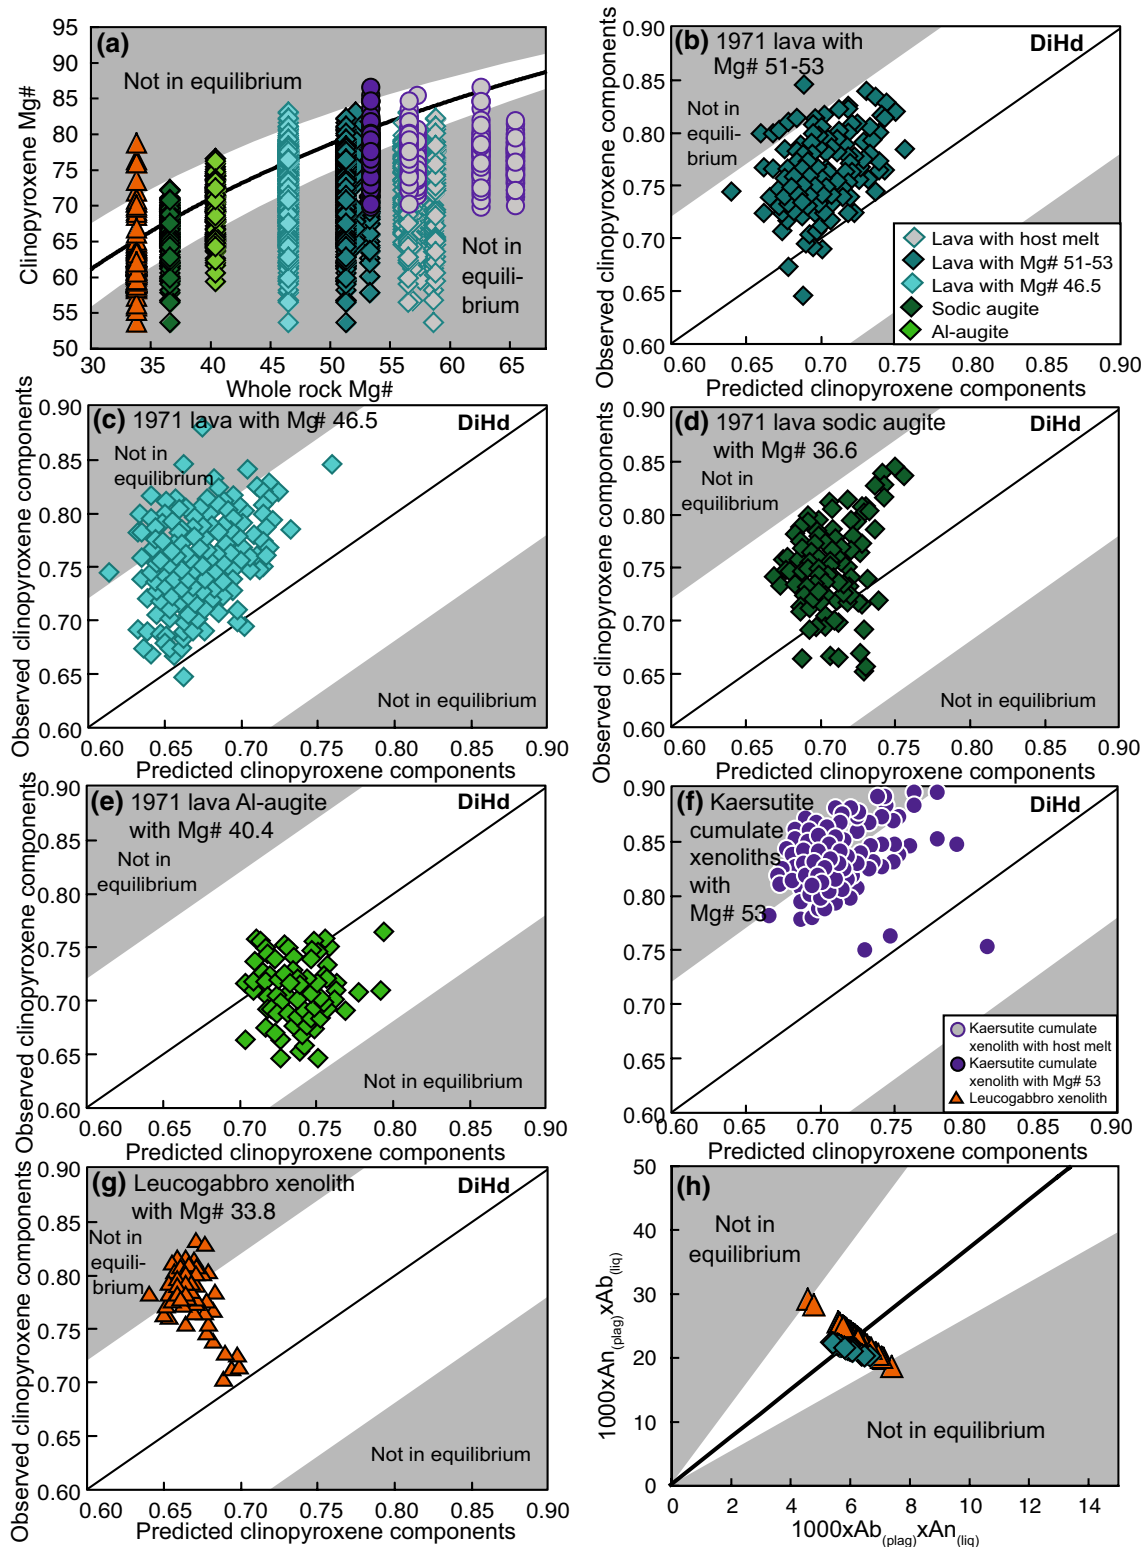 (a)
Not in equilibrium
Not in
equili-
brium
Clinopyroxene Mg#
95
90
85
80
75
70
65
60
55
50
30 35 40 45 50 55 60 65
Whole rock Mg#
(b) 1971 lava with
Mg# 51-53
DiHd
Not in
equili-
brium
Lava with host melt
Lava with Mg# 51-53
Lava with Mg# 46.5
Sodic augite
Al-augite
Observed clinopyroxene components
0.90
0.85
0.80
0.75
0.70
0.65
0.60
0.60 0.65 0.70 0.75 0.80 0.85 0.90
Predicted clinopyroxene components
(c) 1971 lava with Mg# 46.5
DiHd
Not in
equilibrium
Not in equilibrium
Observed clinopyroxene components
0.90
0.85
0.80
0.75
0.70
0.65
0.60
0.60 0.65 0.70 0.75 0.80 0.85 0.90
Predicted clinopyroxene components
(d) 1971 lava sodic augite
with Mg# 36.6
DiHd
Not in
equilibrium
Not in equilibrium
Observed clinopyroxene components
0.90
0.85
0.80
0.75
0.70
0.65
0.60
0.60 0.65 0.70 0.75 0.80 0.85 0.90
Predicted clinopyroxene components
(e) 1971 lava Al-augite
with Mg# 40.4
DiHd
Not in
equilibrium
Not in equilibrium
Observed clinopyroxene components
0.90
0.85
0.80
0.75
0.70
0.65
0.60
0.60 0.65 0.70 0.75 0.80 0.85 0.90
Predicted clinopyroxene components
(f) Kaersutite
cumulate
xenoliths
with
Mg# 53
DiHd
Kaersutite cumulate
xenolith with host melt
Kaersutite cumulate
xenolith with Mg# 53
Leucogabbro xenolith
0.90
0.85
0.80
0.75
0.70
0.65
0.60
0.60 0.65 0.70 0.75 0.80 0.85 0.90
Predicted clinopyroxene components
(g) Leucogabbro xenolith
with Mg# 33.8
DiHd
Not in
equili-
brium
Not in equilibrium
Observed clinopyroxene components
0.90
0.85
0.80
0.75
0.70
0.65
0.60
0.60 0.65 0.70 0.75 0.80 0.85 0.90
Predicted clinopyroxene components
(h)
Not in
equilibrium
Not in equilibrium
1000xAn(plag)xAb(liq)
50
40
30
20
10
0
0 2 4 6 8 10 12 14
1000xAb(plag)xAn(liq)